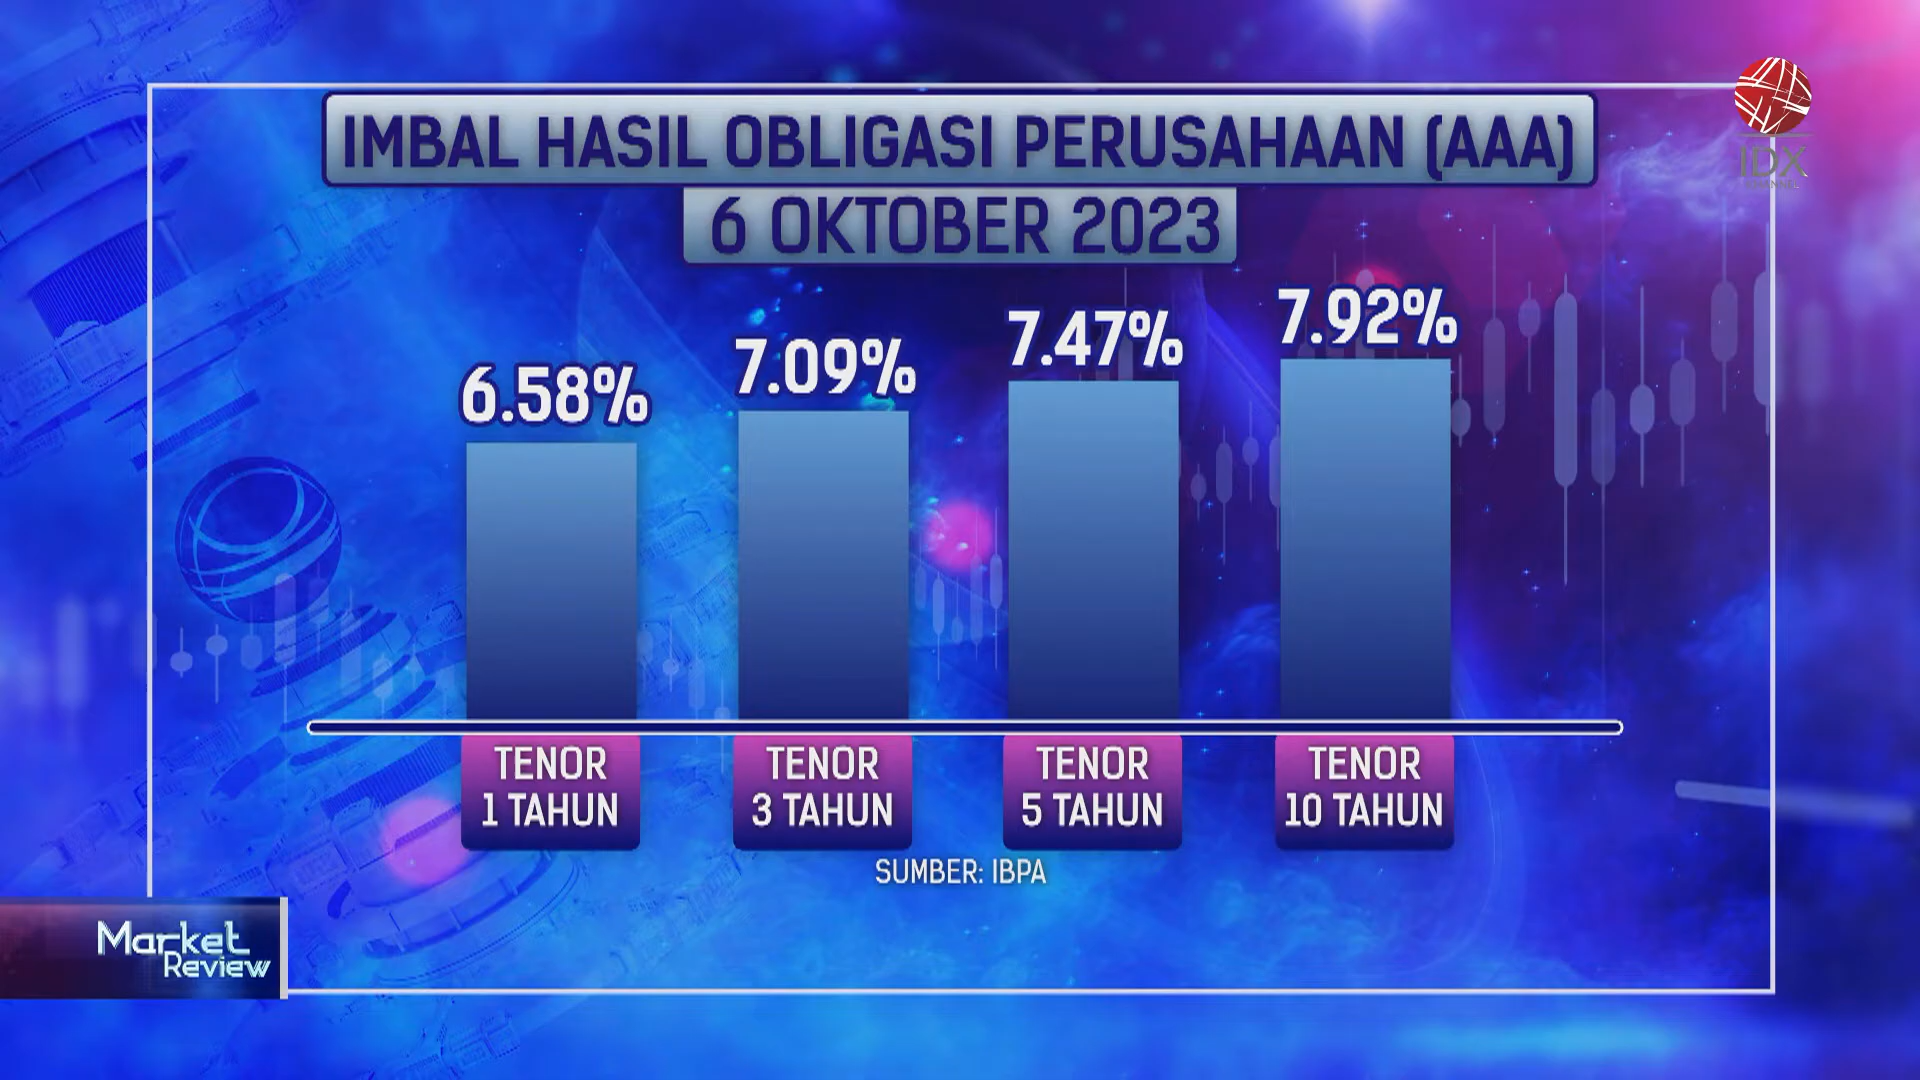 IMBAL HASIL OBLIGASI PERUSAHAAN (AAA)
6 OKTOBER 2023
IDX
CHANNEL
6.58%
7.09%
7.47%
7.92%
TENOR
1 TAHUN
TENOR
3 TAHUN
TENOR
5 TAHUN
TENOR
10 TAHUN
SUMBER: IBPA
Market
Review